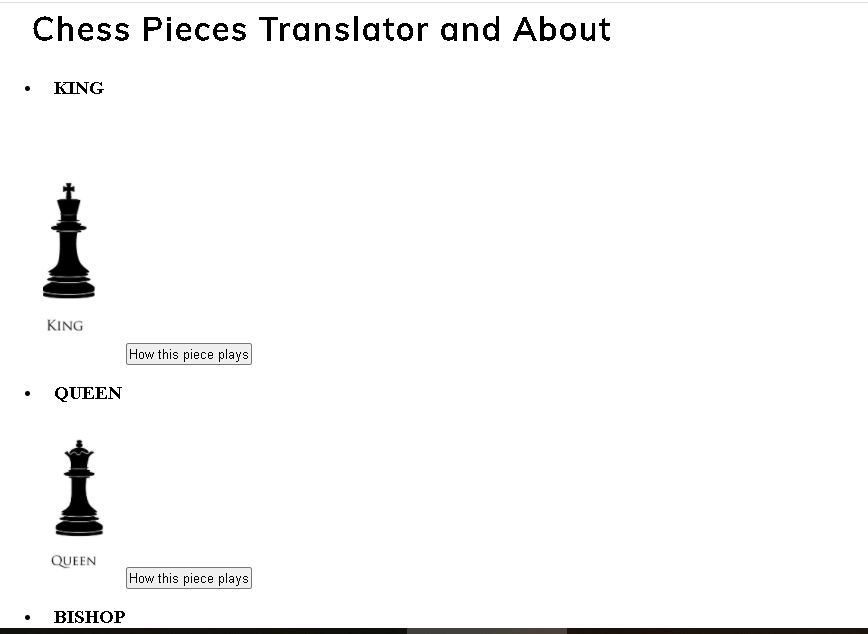 Chess Pieces Translator and About
• KING
King
How this piece plays
• QUEEN
Queen
How this piece plays
• BISHOP